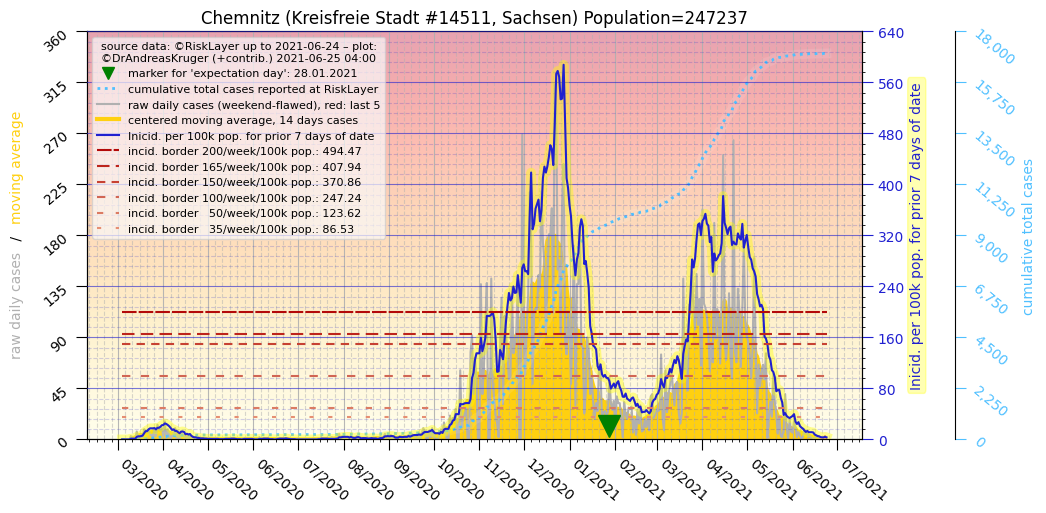 Chemnitz (Kreisfreie Stadt #14511, Sachsen) Population=247237
source data: ©RiskLayer up to 2021-06-24 – plot:
©DrAndreasKruger (+contrib.) 2021-06-25 04:00
marker for 'expectation day': 28.01.2021
cumulative total cases reported at RiskLayer
raw daily cases (weekend-flawed), red: last 5
centered moving average, 14 days cases
Inicid. per 100k pop. for prior 7 days of date
incid. border 200/week/100k pop.: 494.47
incid. border 165/week/100k pop.: 407.94
incid. border 150/week/100k pop.: 370.86
incid. border 100/week/100k pop.: 247.24
incid. border   50/week/100k pop.: 123.62
incid. border   35/week/100k pop.: 86.53
raw daily cases / moving average
360
315
270
225
180
135
90
45
0
640
560
480
400
320
240
160
80
0
Inicid. per 100k pop. for prior 7 days of date
18,000
15,750
13,500
11,250
9,000
6,750
4,500
2,250
0
cumulative total cases
03/2020
04/2020
05/2020
06/2020
07/2020
08/2020
09/2020
10/2020
11/2020
12/2020
01/2021
02/2021
03/2021
04/2021
05/2021
06/2021
07/2021